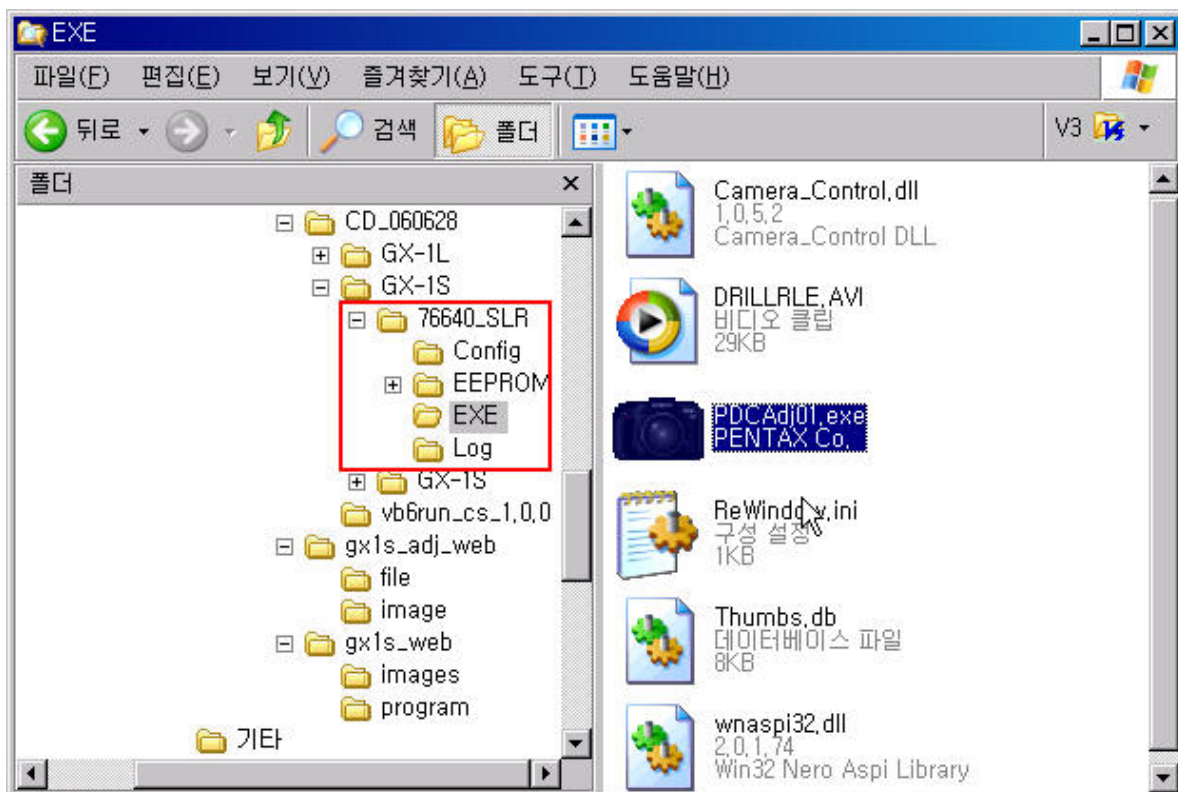 EXE
파일(F) 편집(E) 보기(V) 즐겨찾기(A) 도구(T) 도움말(H)
뒤로 검색 폴더 V3
폴더
CD_060628
GX-1L
GX-1S
76640_SLR
Config
EEPROM
EXE
Log
GX-1S
vb6run_cs_1,0,0
gx1s_adj_web
file
image
gx1s_web
images
program
기타
Camera_Control,dll
1,0,5,2
Camera_Control DLL
DRILLRLE,AVI
비디오 클립
29KB
PDCAdj01,exe
PENTAX Co,
ReWindow,ini
구성 설정
1KB
Thumbs,db
데이터베이스 파일
8KB
wnaspi32,dll
2,0,1,74
Win32 Nero Aspi Library